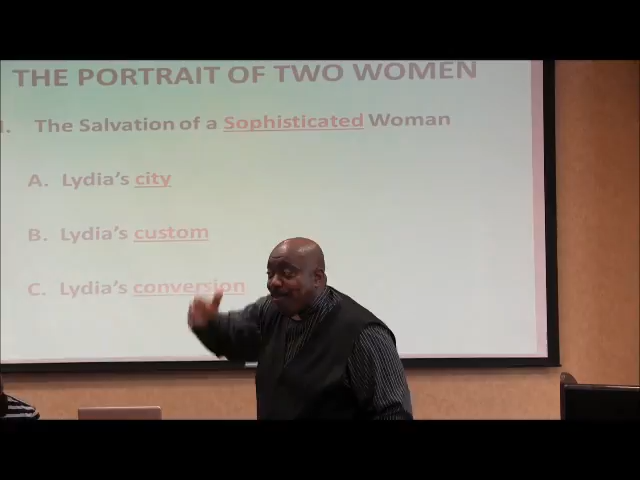 THE PORTRAIT OF TWO WOMEN
I. The Salvation of a Sophisticated Woman
A. Lydia's city
B. Lydia's custom
C. Lydia's conversion